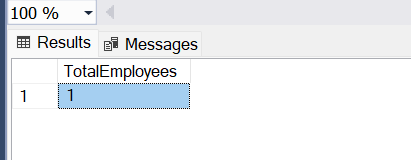 100 %
Results Messages
TotalEmployees
1 1